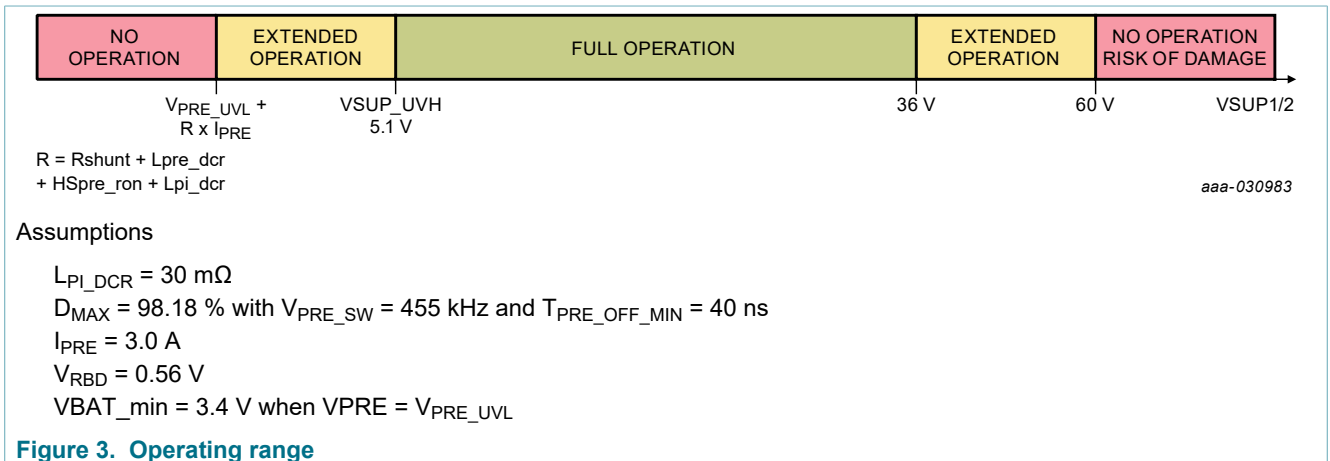 NO
OPERATION
EXTENDED
OPERATION
FULL OPERATION
EXTENDED
OPERATION
NO OPERATION
RISK OF DAMAGE
VPRE_UVL +
R x IPRE
VSUP_UVH
5.1 V
36 V
60 V
VSUP1/2
R = Rshunt + Lpre_dcr
+ HSpre_ron + Lpi_dcr
aaa-030983
Assumptions
LPI_DCR = 30 mΩ
DMAX = 98.18 % with VPRE_SW = 455 kHz and TPRE_OFF_MIN = 40 ns
IPRE = 3.0 A
VRBD = 0.56 V
VBAT_min = 3.4 V when VPRE = VPRE_UVL
Figure 3. Operating range